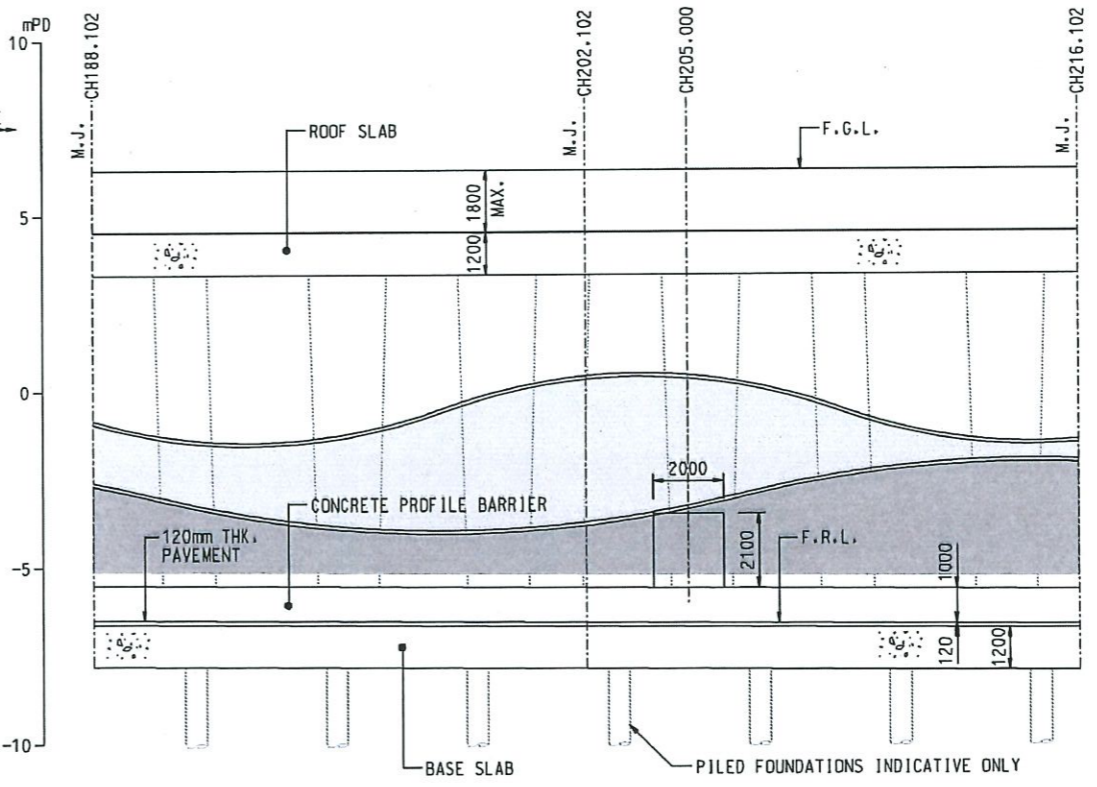 mPD
10
5
0
-5
-10
CH188.102
CH202.102
CH205.000
CH216.102
M.J.
M.J.
M.J.
ROOF SLAB
F.G.L.
1800
MAX.
1200
2000
CONCRETE PROFILE BARRIER
120mm THK.
PAVEMENT
2100
F.R.L.
1000
120
1200
BASE SLAB
PILED FOUNDATIONS INDICATIVE ONLY